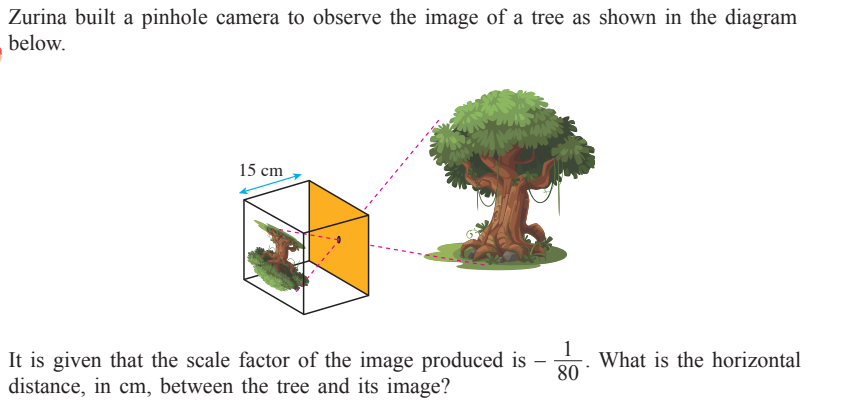 Zurina built a pinhole camera to observe the image of a tree as shown in the diagram
below.
15 cm
It is given that the scale factor of the image produced is – 1/80. What is the horizontal
distance, in cm, between the tree and its image?